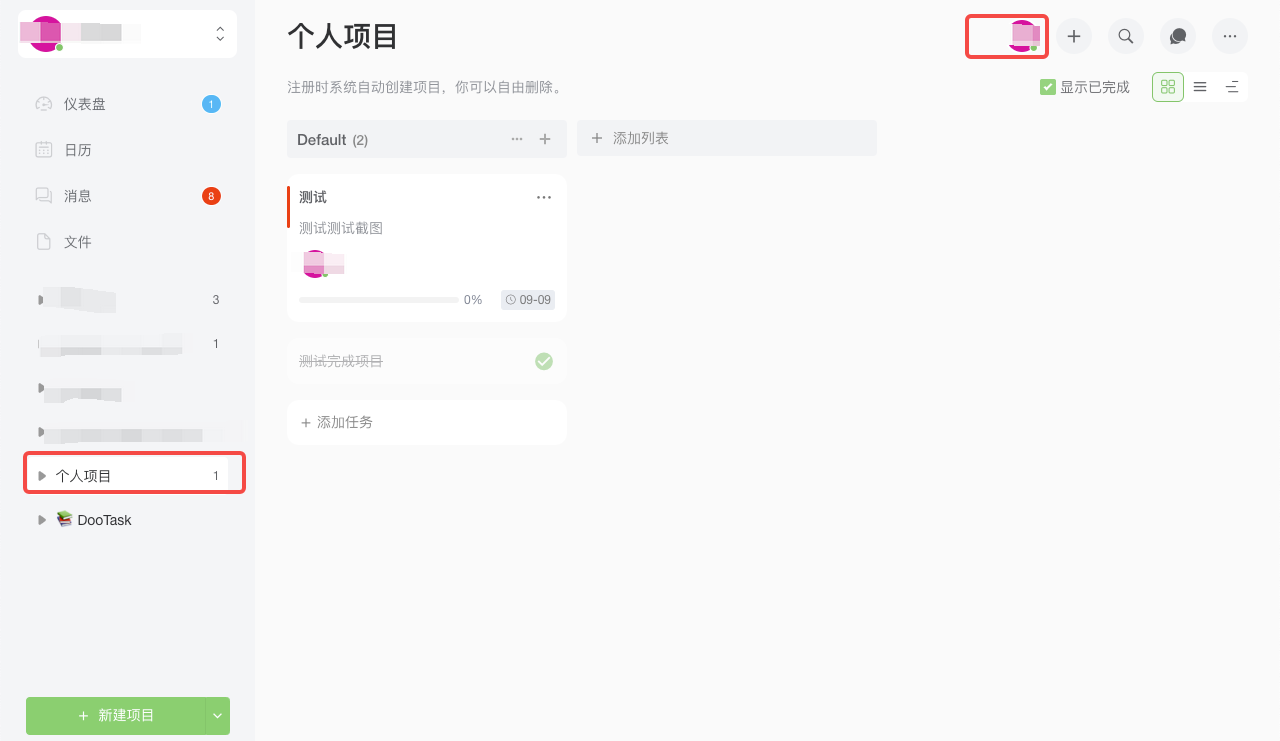 仪表盘
1
日历
消息
8
文件
3
1
个人项目
1
DooTask
新建项目
个人项目
注册时系统自动创建项目，你可以自由删除。
显示已完成
Default (2)
添加列表
测试
测试测试截图
0%
09-09
测试完成项目
添加任务